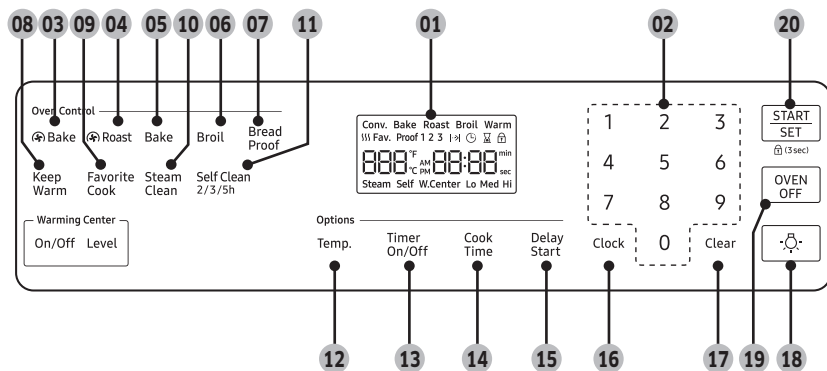 08 03 09 04 05 10 06 07 11 01 02 20
Oven Control
Bake Roast Bake Broil Bread Proof
Keep Warm Favorite Cook Steam Clean Self Clean 2/3/5h
Warming Center
On/Off Level
Conv. Bake Roast Broil Warm
Fav. Proof 1 2 3
888 °F °C AM PM 88:88 min sec
Steam Self W.Center Lo Med Hi
Options
Temp. Timer On/Off Cook Time Delay Start Clock Clear
1 2 3
4 5 6
7 8 9
0
START
SET
(3 sec)
OVEN
OFF
12 13 14 15 16 17 19 18